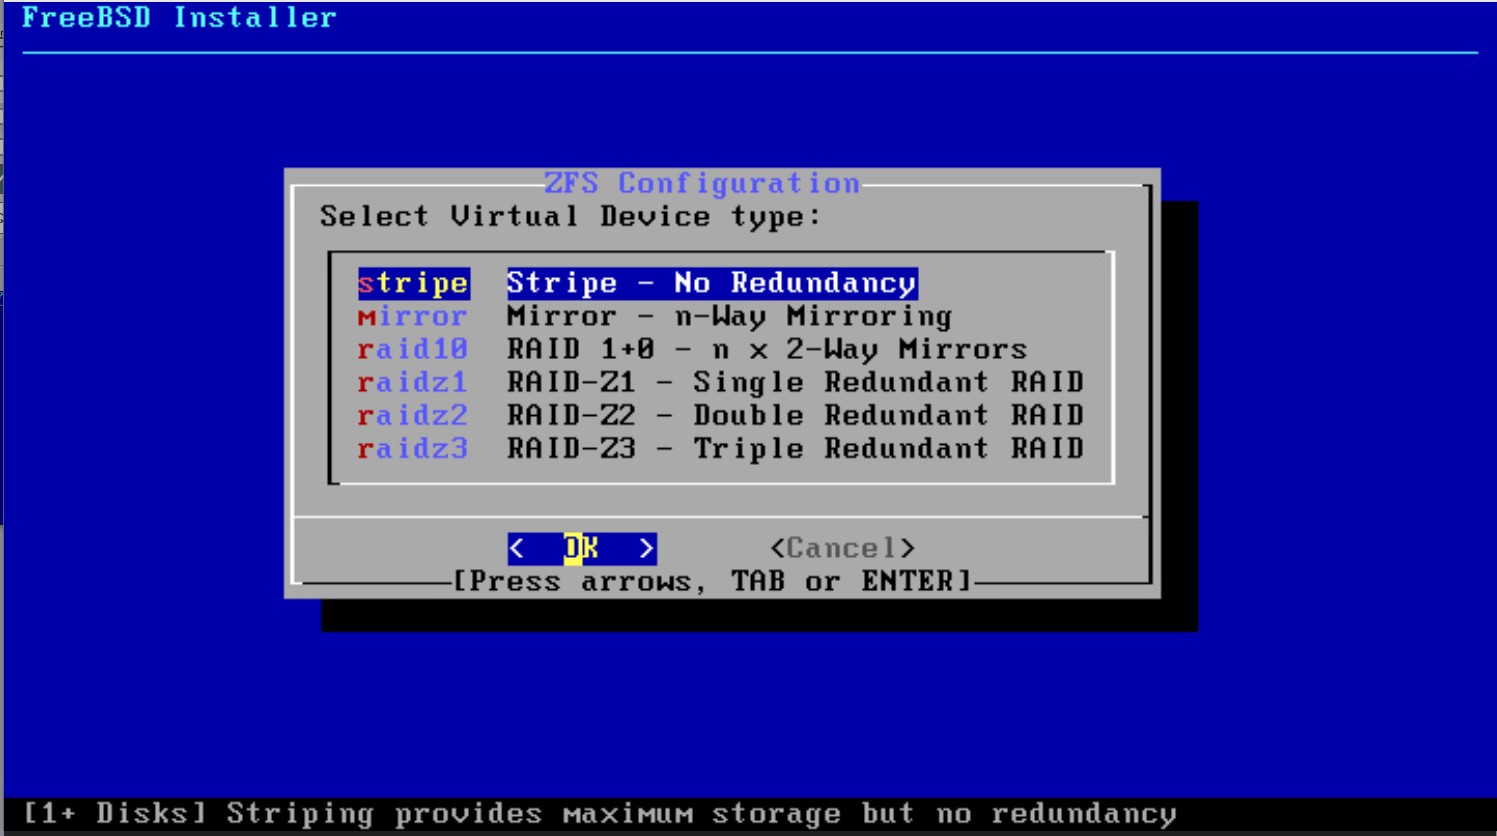 FreeBSD Installer
ZFS Configuration
Select Virtual Device type:
stripe Stripe - No Redundancy
mirror Mirror - n-Way Mirroring
raid10 RAID 1+0 - n x 2-Way Mirrors
raidz1 RAID-Z1 - Single Redundant RAID
raidz2 RAID-Z2 - Double Redundant RAID
raidz3 RAID-Z3 - Triple Redundant RAID
< OK > <Cancel>
[Press arrows, TAB or ENTER]
[1+ Disks] Striping provides maximum storage but no redundancy